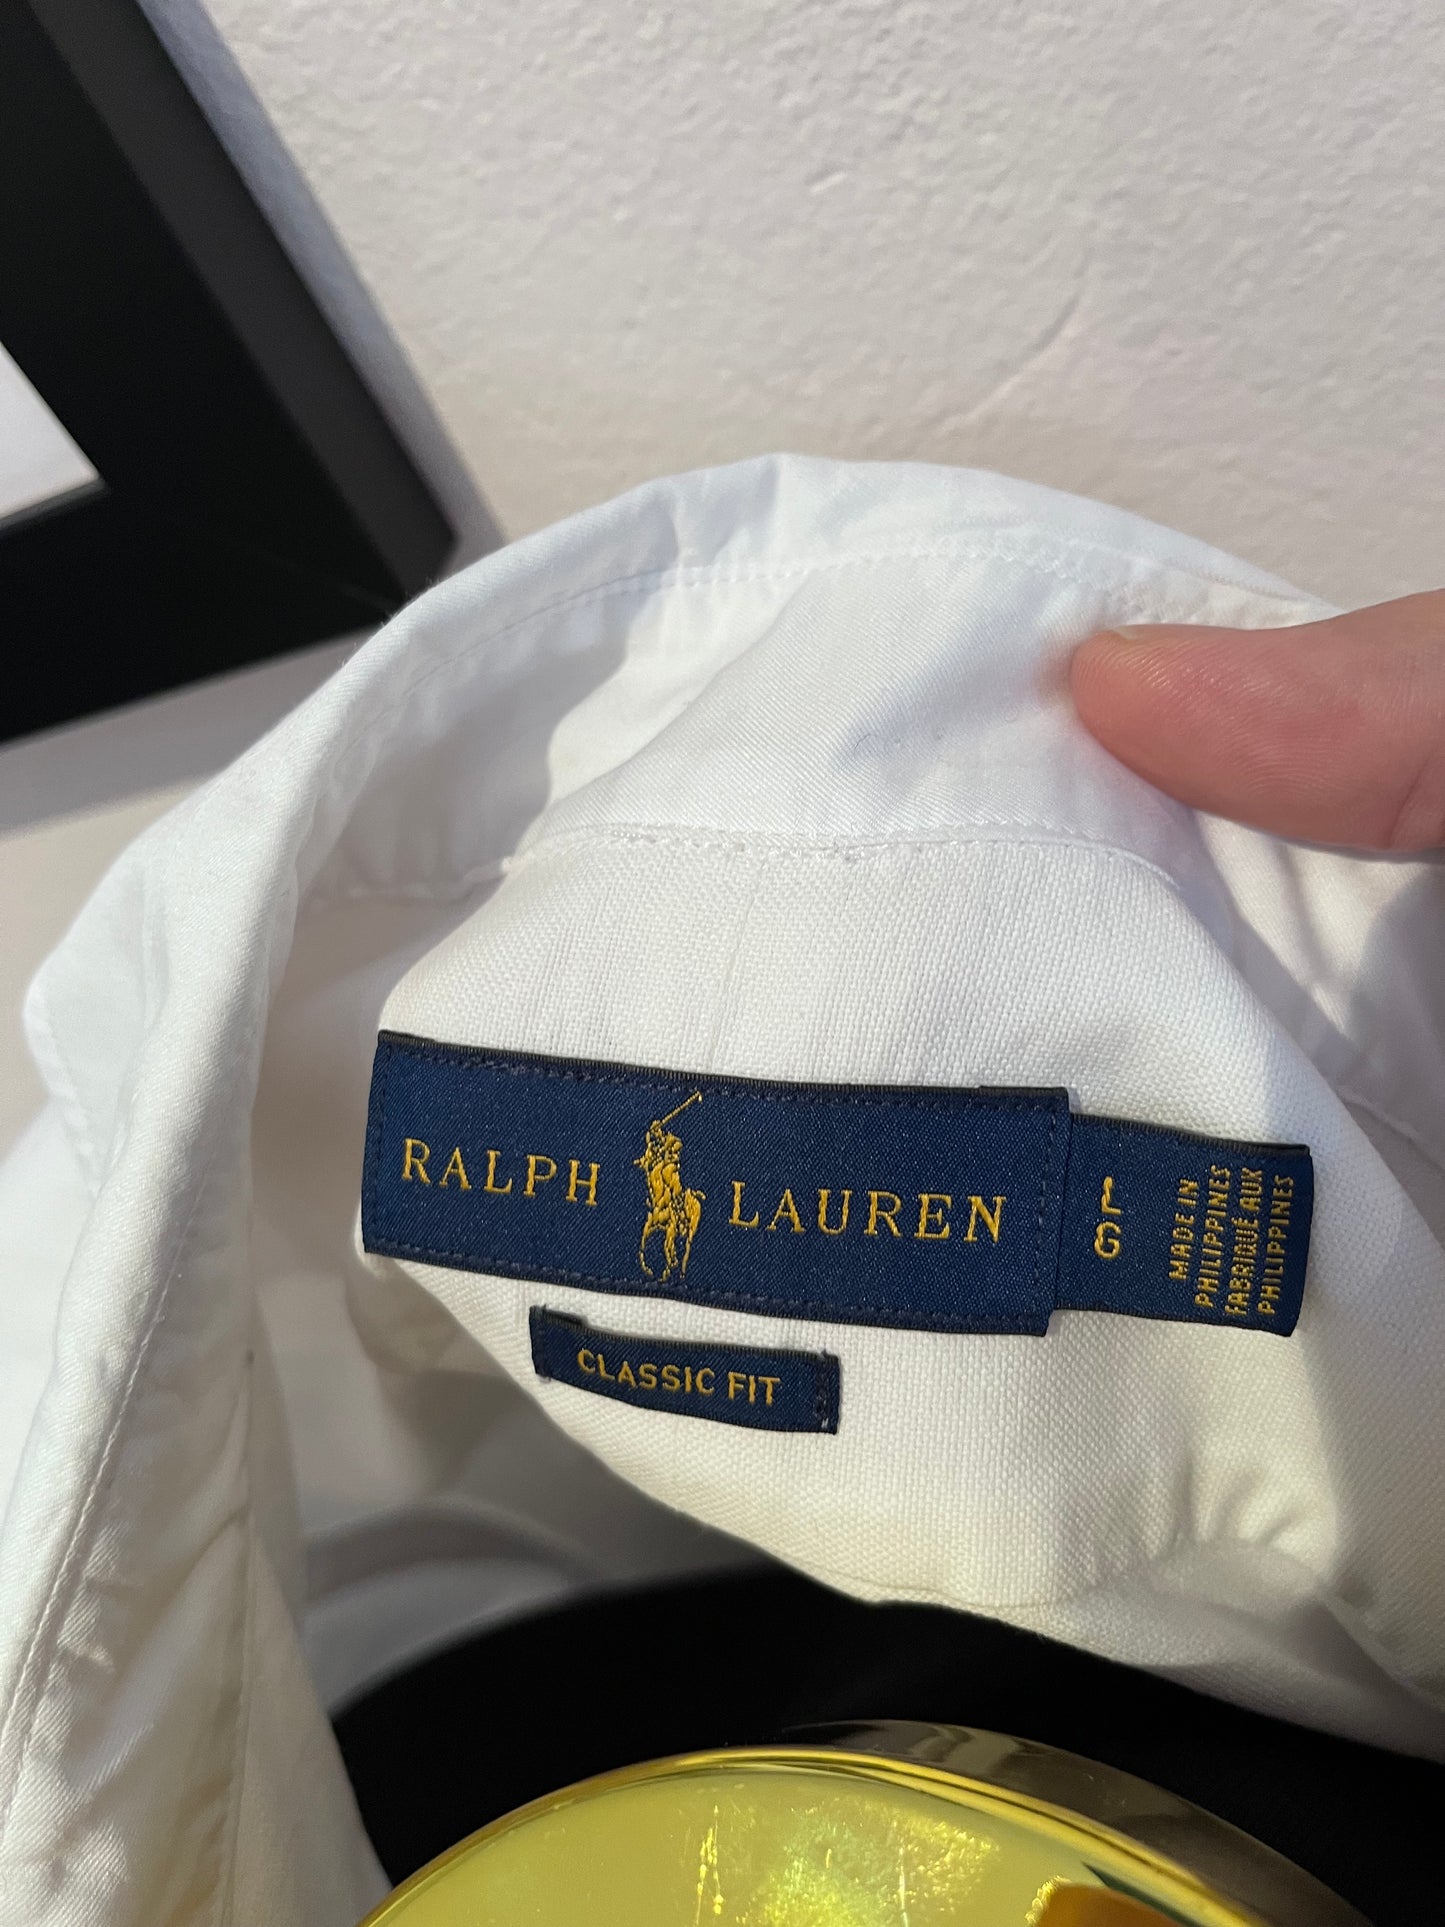 RALPH LAUREN
L
G
MADE IN
PHILIPPINES
FABRIQUÉ AUX
PHILIPPINES
CLASSIC FIT